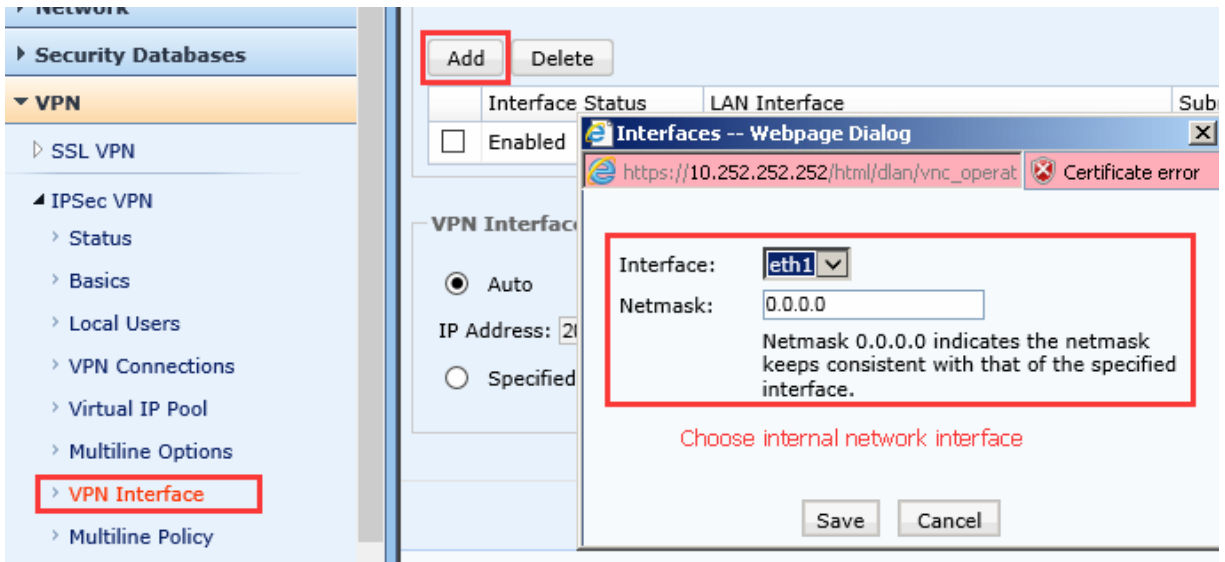 Network
Security Databases
VPN
SSL VPN
IPSec VPN
Status
Basics
Local Users
VPN Connections
Virtual IP Pool
Multiline Options
VPN Interface
Multiline Policy
Add Delete
Interface Status LAN Interface
Enabled
VPN
Auto
IP Address:
Specified
Interfaces -- Webpage Dialog
https://10.252.252.252/html/dlan/vnc_operat Certificate error
Interface: eth1
Netmask: 0.0.0.0
Netmask 0.0.0.0 indicates the netmask
keeps consistent with that of the specified
interface.
Choose internal network interface
Save Cancel